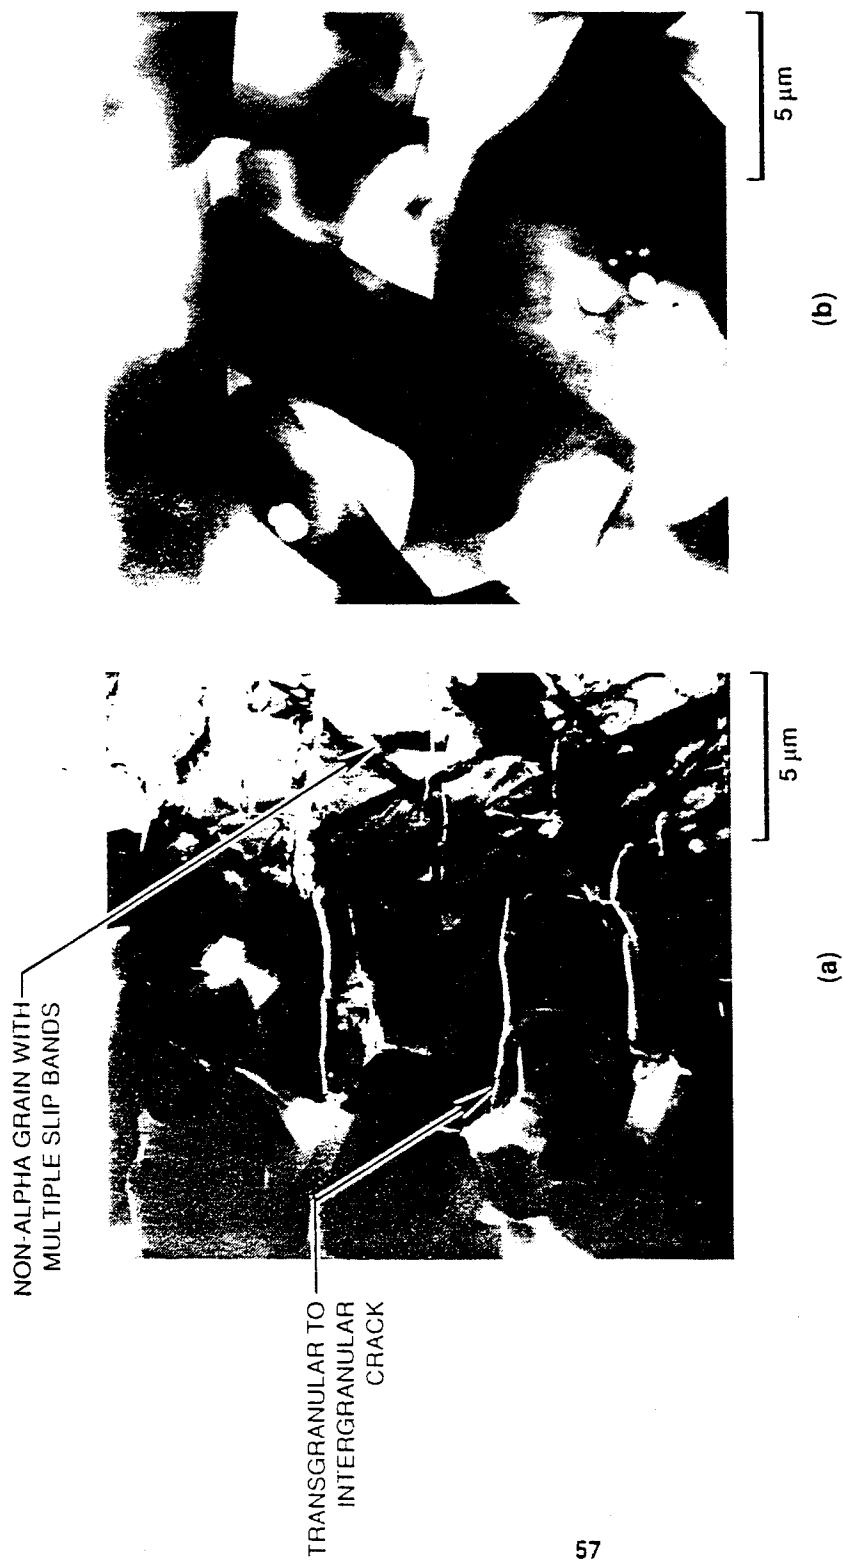 NON-ALPHA GRAIN WITH
MULTIPLE SLIP BANDS
TRANSGRANULAR TO
INTERGRANULAR
CRACK
5 μm
(a)
5 μm
(b)
57